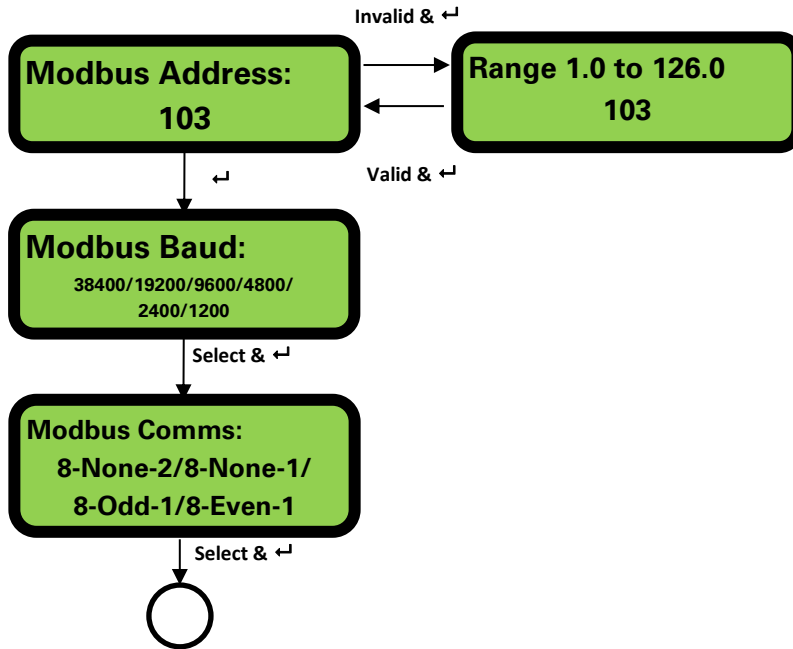 Invalid & ↵
Modbus Address:
103
Range 1.0 to 126.0
103
↵
Valid & ↵
Modbus Baud:
38400/19200/9600/4800/
2400/1200
Select & ↵
Modbus Comms:
8-None-2/8-None-1/
8-Odd-1/8-Even-1
Select & ↵